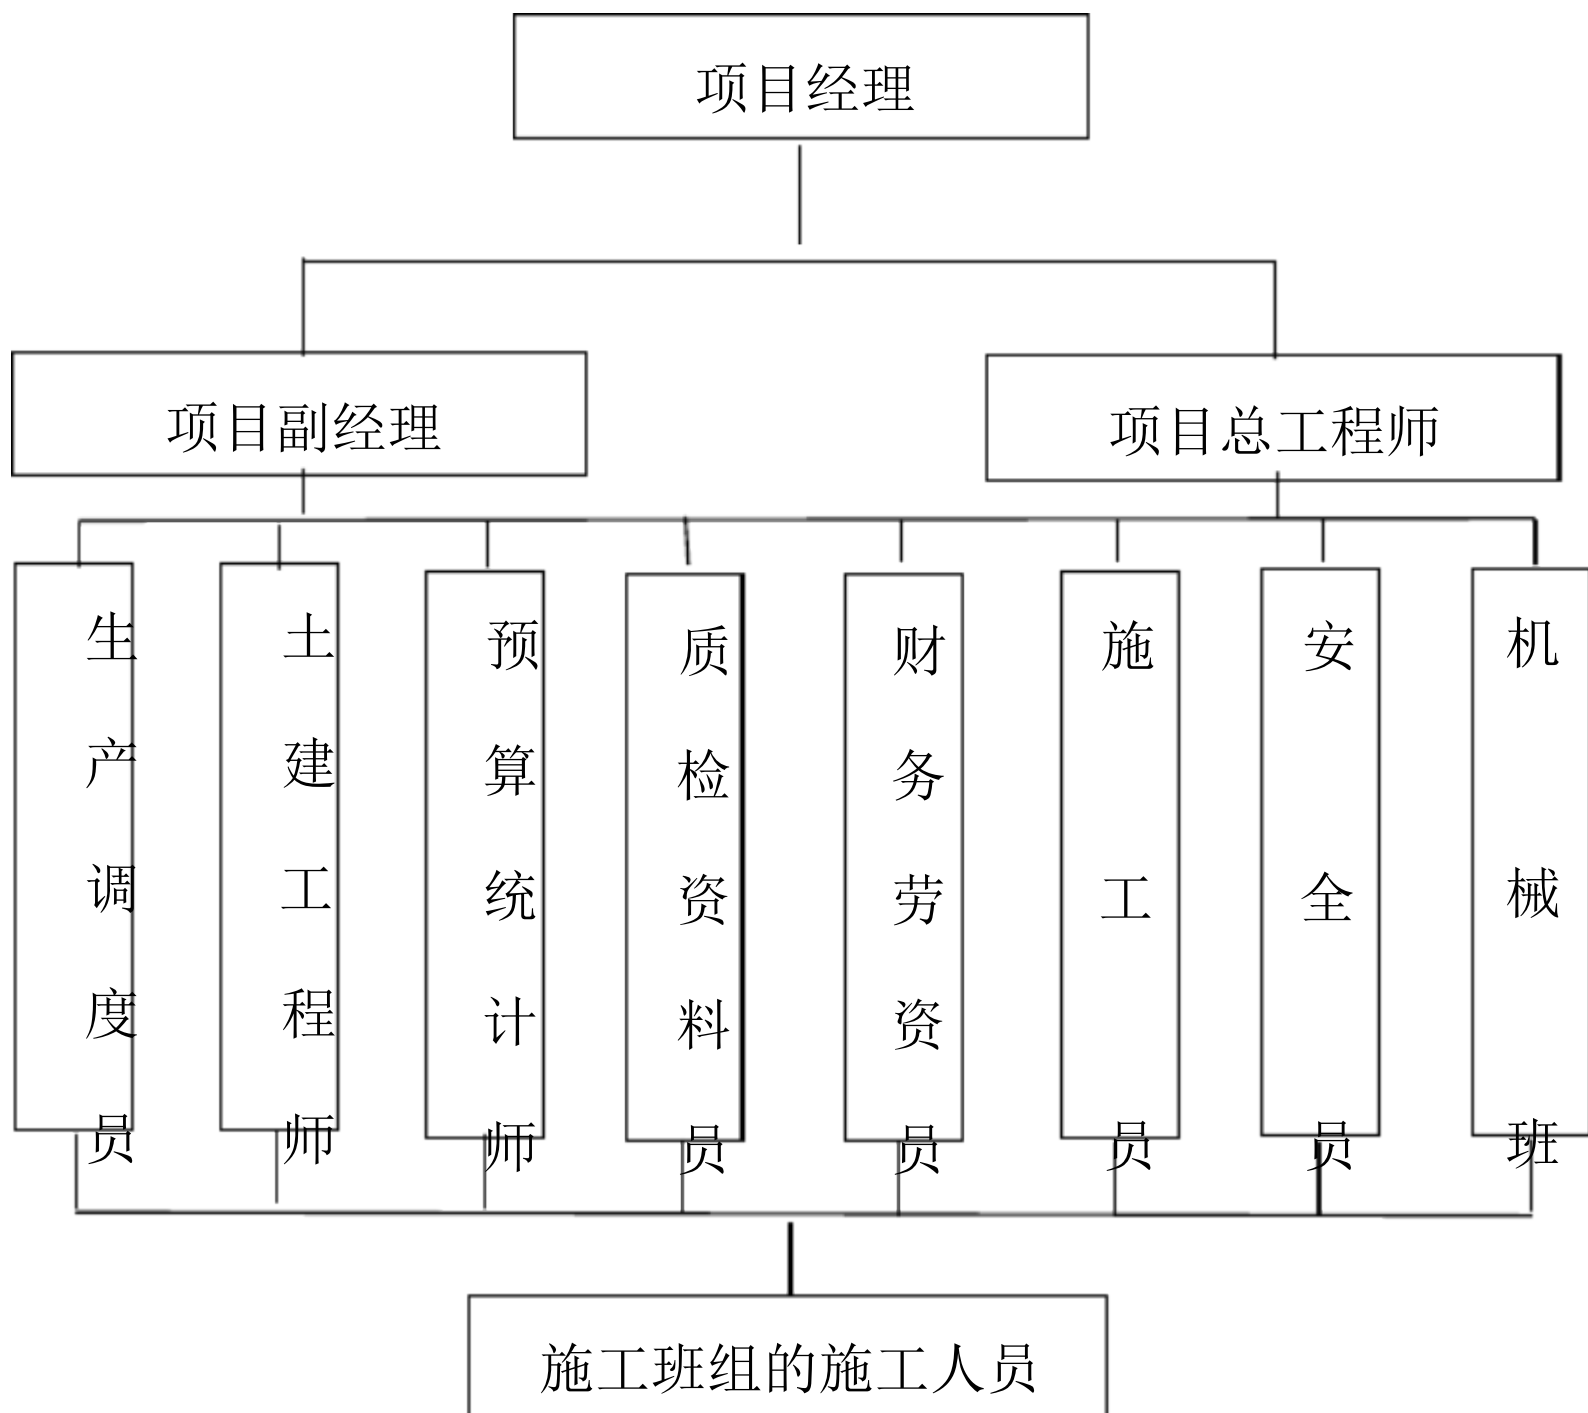 项目经理
项目副经理
项目总工程师
生产调度员
土建工程师
预算统计师
质检资料员
财务劳资员
施工员
安全员
机械班
施工班组的施工人员